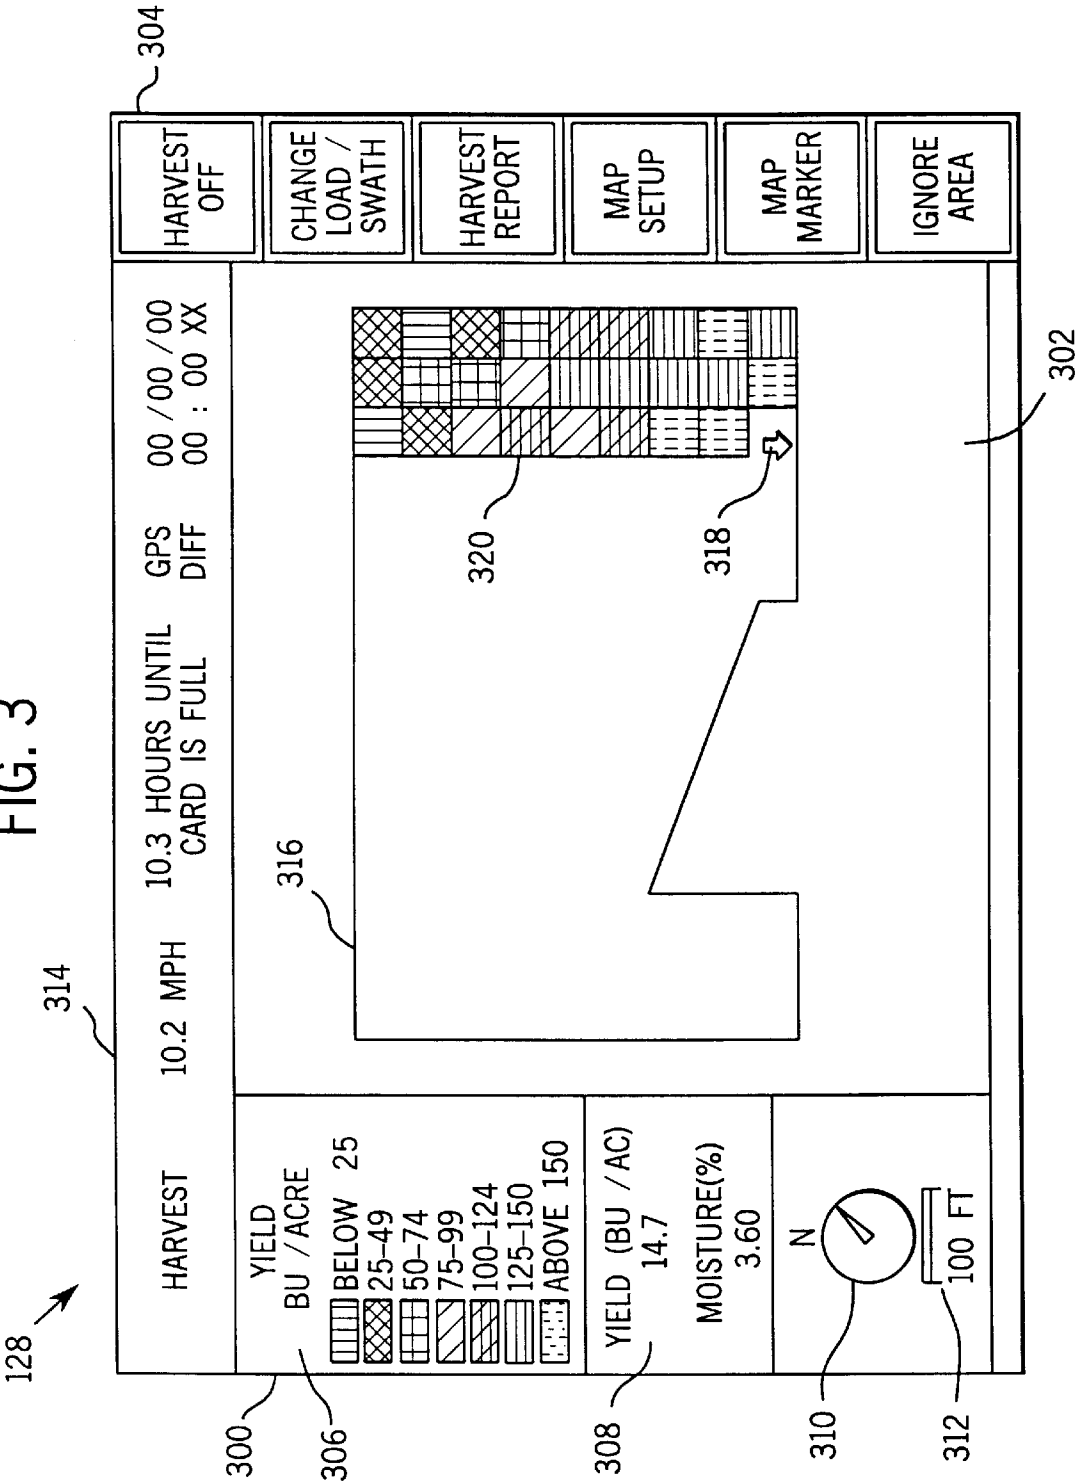 FIG. 3
128
314
304
HARVEST
10.2 MPH
10.3 HOURS UNTIL
CARD IS FULL
GPS
DIFF
00 / 00 / 00
00 : 00 XX
HARVEST
OFF
CHANGE
LOAD /
SWATH
HARVEST
REPORT
MAP
SETUP
MAP
MARKER
IGNORE
AREA
300
306
YIELD
BU / ACRE
BELOW 25
25-49
50-74
75-99
100-124
125-150
ABOVE 150
316
320
318
308
YIELD (BU / AC)
14.7
MOISTURE(%)
3.60
310
N
312
100 FT
302